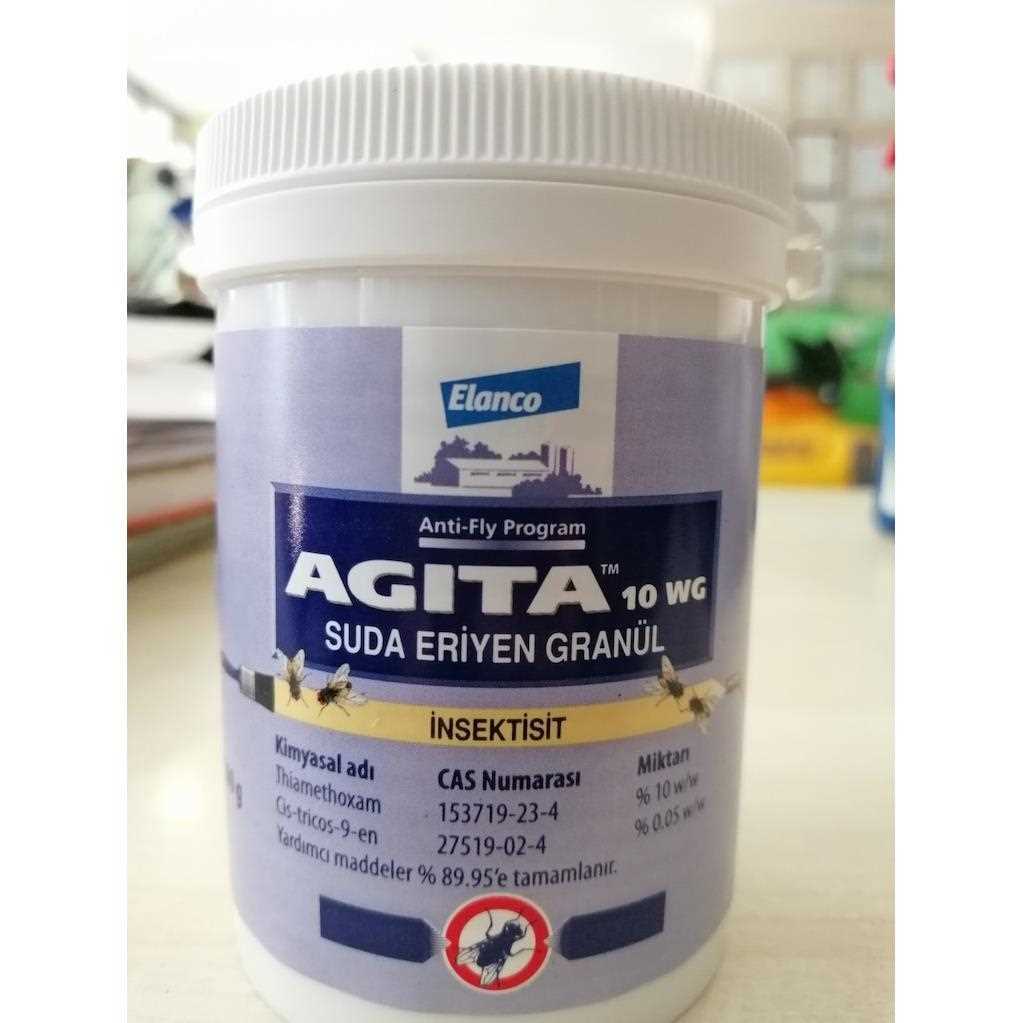 Elanco
Anti-Fly Program
AGITA™ 10 WG
SUDA ERİYEN GRANÜL
İNSEKTİSİT
Kimyasal adı CAS Numarası Miktarı
Thiamethoxam 153719-23-4 % 10 w/w
Cis-tricos-9-en 27519-02-4 % 0.05 w/w
Yardımcı maddeler % 89.95'e tamamlanır.